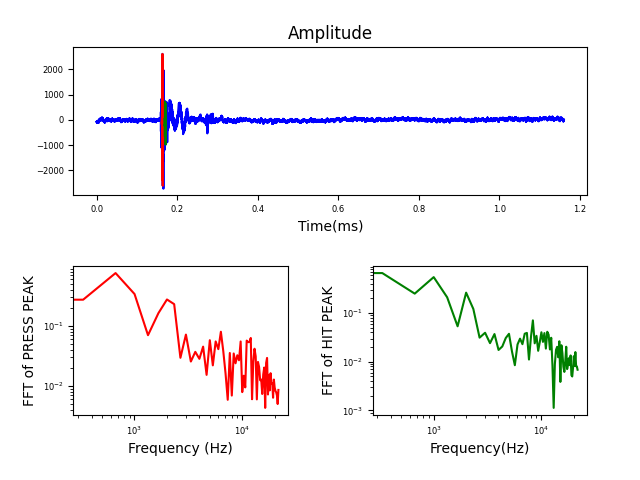 Amplitude
2000
1000
0
−1000
−2000
0.0 0.2 0.4 0.6 0.8 1.0 1.2
Time(ms)
FFT of PRESS PEAK
10⁻¹
10⁻²
10³ 10⁴
Frequency (Hz)
FFT of HIT PEAK
10⁻¹
10⁻²
10⁻³
10³ 10⁴
Frequency(Hz)